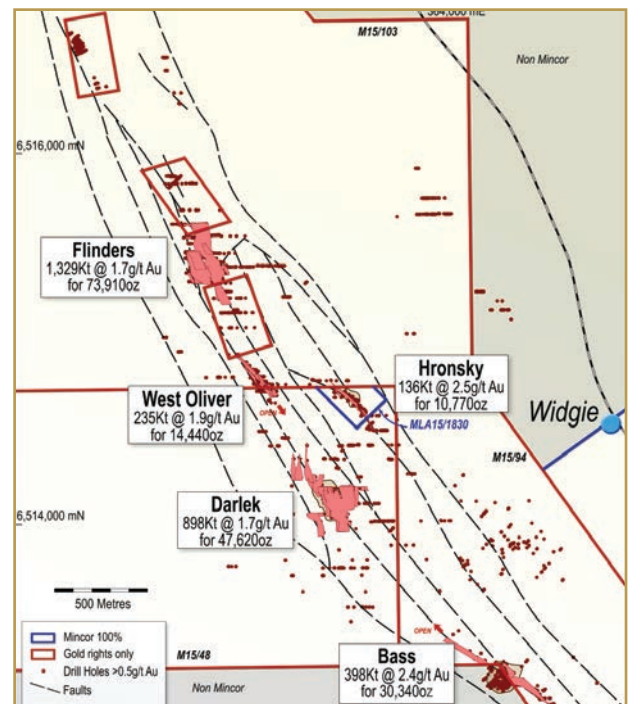 364,000 mE
M15/103
Non Mincor
6,516,000 mN
Flinders
1,329Kt @ 1.7g/t Au
for 73,910oz
Hronsky
136Kt @ 2.5g/t Au
for 10,770oz
West Oliver
235Kt @ 1.9g/t Au
for 14,440oz
OPEN
MLA15/1830
Widgie
M15/94
Darlek
898Kt @ 1.7g/t Au
for 47,620oz
6,514,000 mN
500 Metres
OPEN
Mincor 100%
Gold rights only
Drill Holes >0.5g/t Au
Faults
M15/48
Non Mincor
Bass
398Kt @ 2.4g/t Au
for 30,340oz